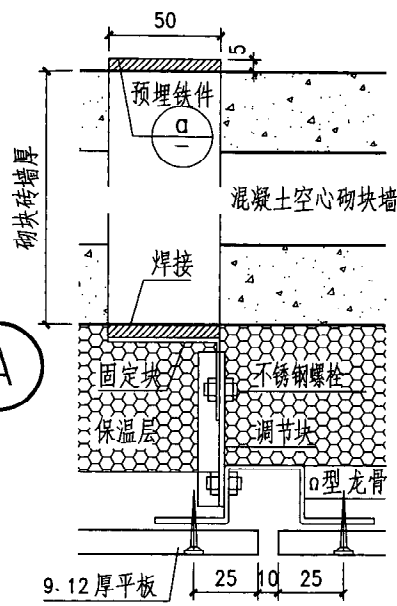 50
5
预埋铁件
a
—
砌块砖墙厚
混凝土空心砌块墙
焊接
A
固定块
不锈钢螺栓
保温层
调节块
Ω型龙骨
9.12厚平板
25
10
25